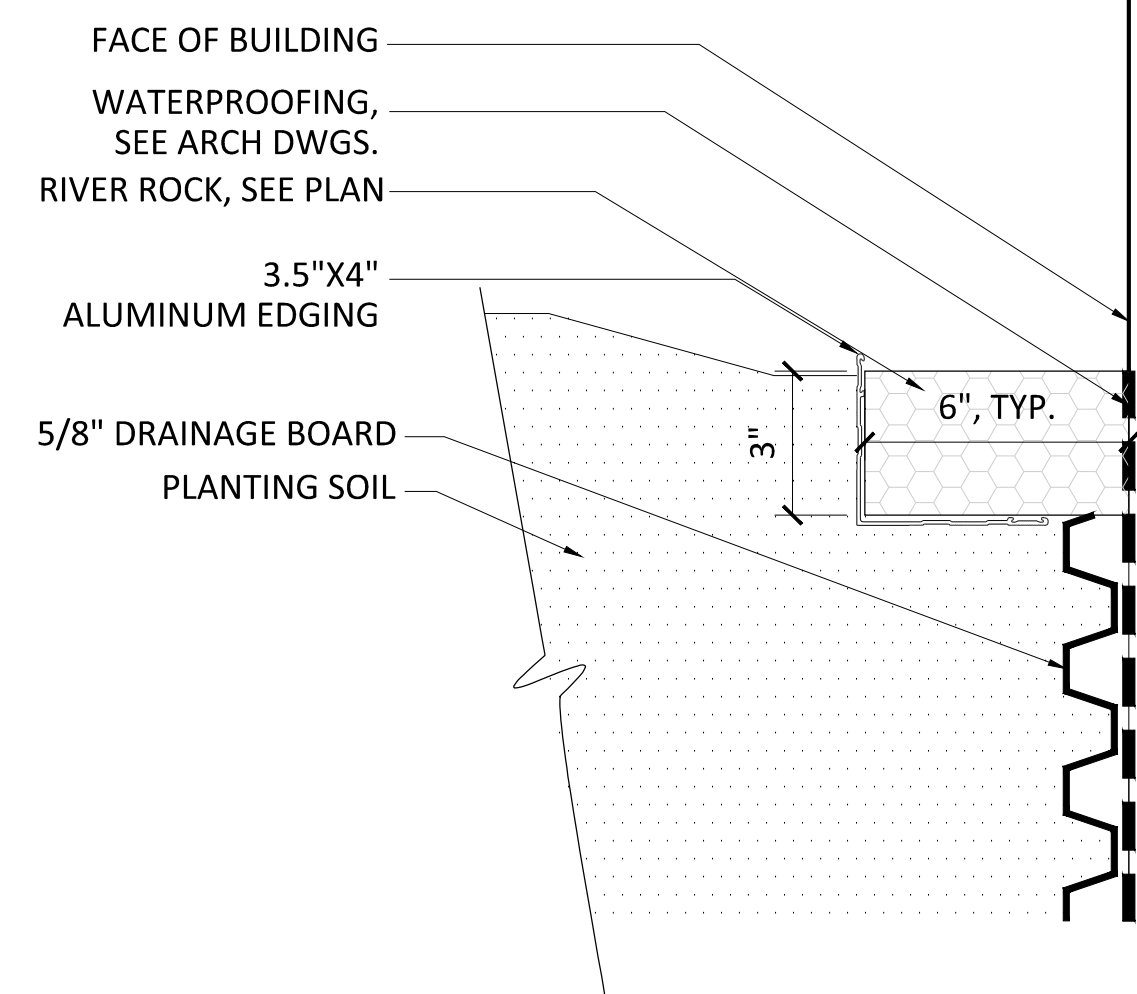 FACE OF BUILDING
WATERPROOFING,
SEE ARCH DWGS.
RIVER ROCK, SEE PLAN
3.5"X4"
ALUMINUM EDGING
5/8" DRAINAGE BOARD
PLANTING SOIL
3"
6", TYP.